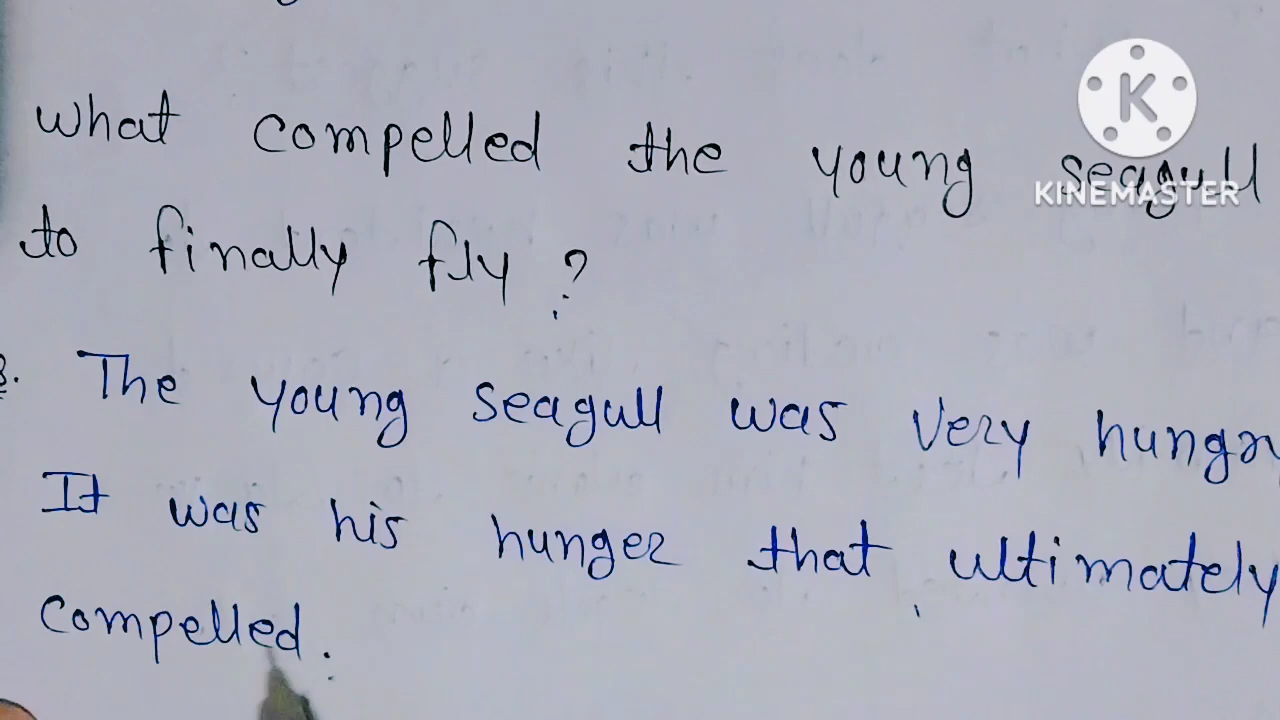 What compelled the young seagull
to finally fly ?
B. The young seagull was very hungr
It was his hunger that ultimately
compelled.
K
KINEMASTER